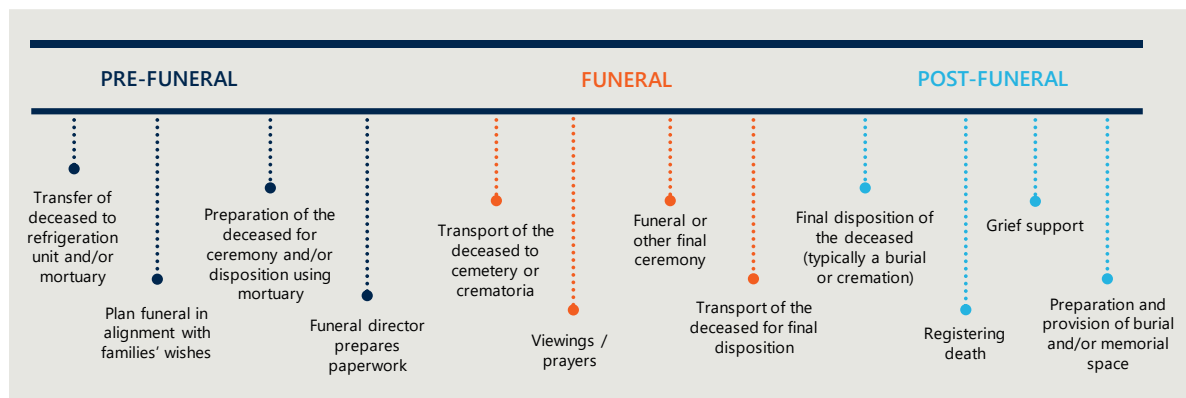 PRE-FUNERAL
FUNERAL
POST-FUNERAL
Transfer of
deceased to
refrigeration
unit and/or
mortuary
Plan funeral in
alignment with
families’ wishes
Preparation of the
deceased for
ceremony and/or
disposition using
mortuary
Funeral director
prepares
paperwork
Transport of the
deceased to
cemetery or
crematoria
Viewings /
prayers
Funeral or
other final
ceremony
Transport of the
deceased for final
disposition
Final disposition of
the deceased
(typically a burial
or cremation)
Registering
death
Grief support
Preparation and
provision of burial
and/or memorial
space